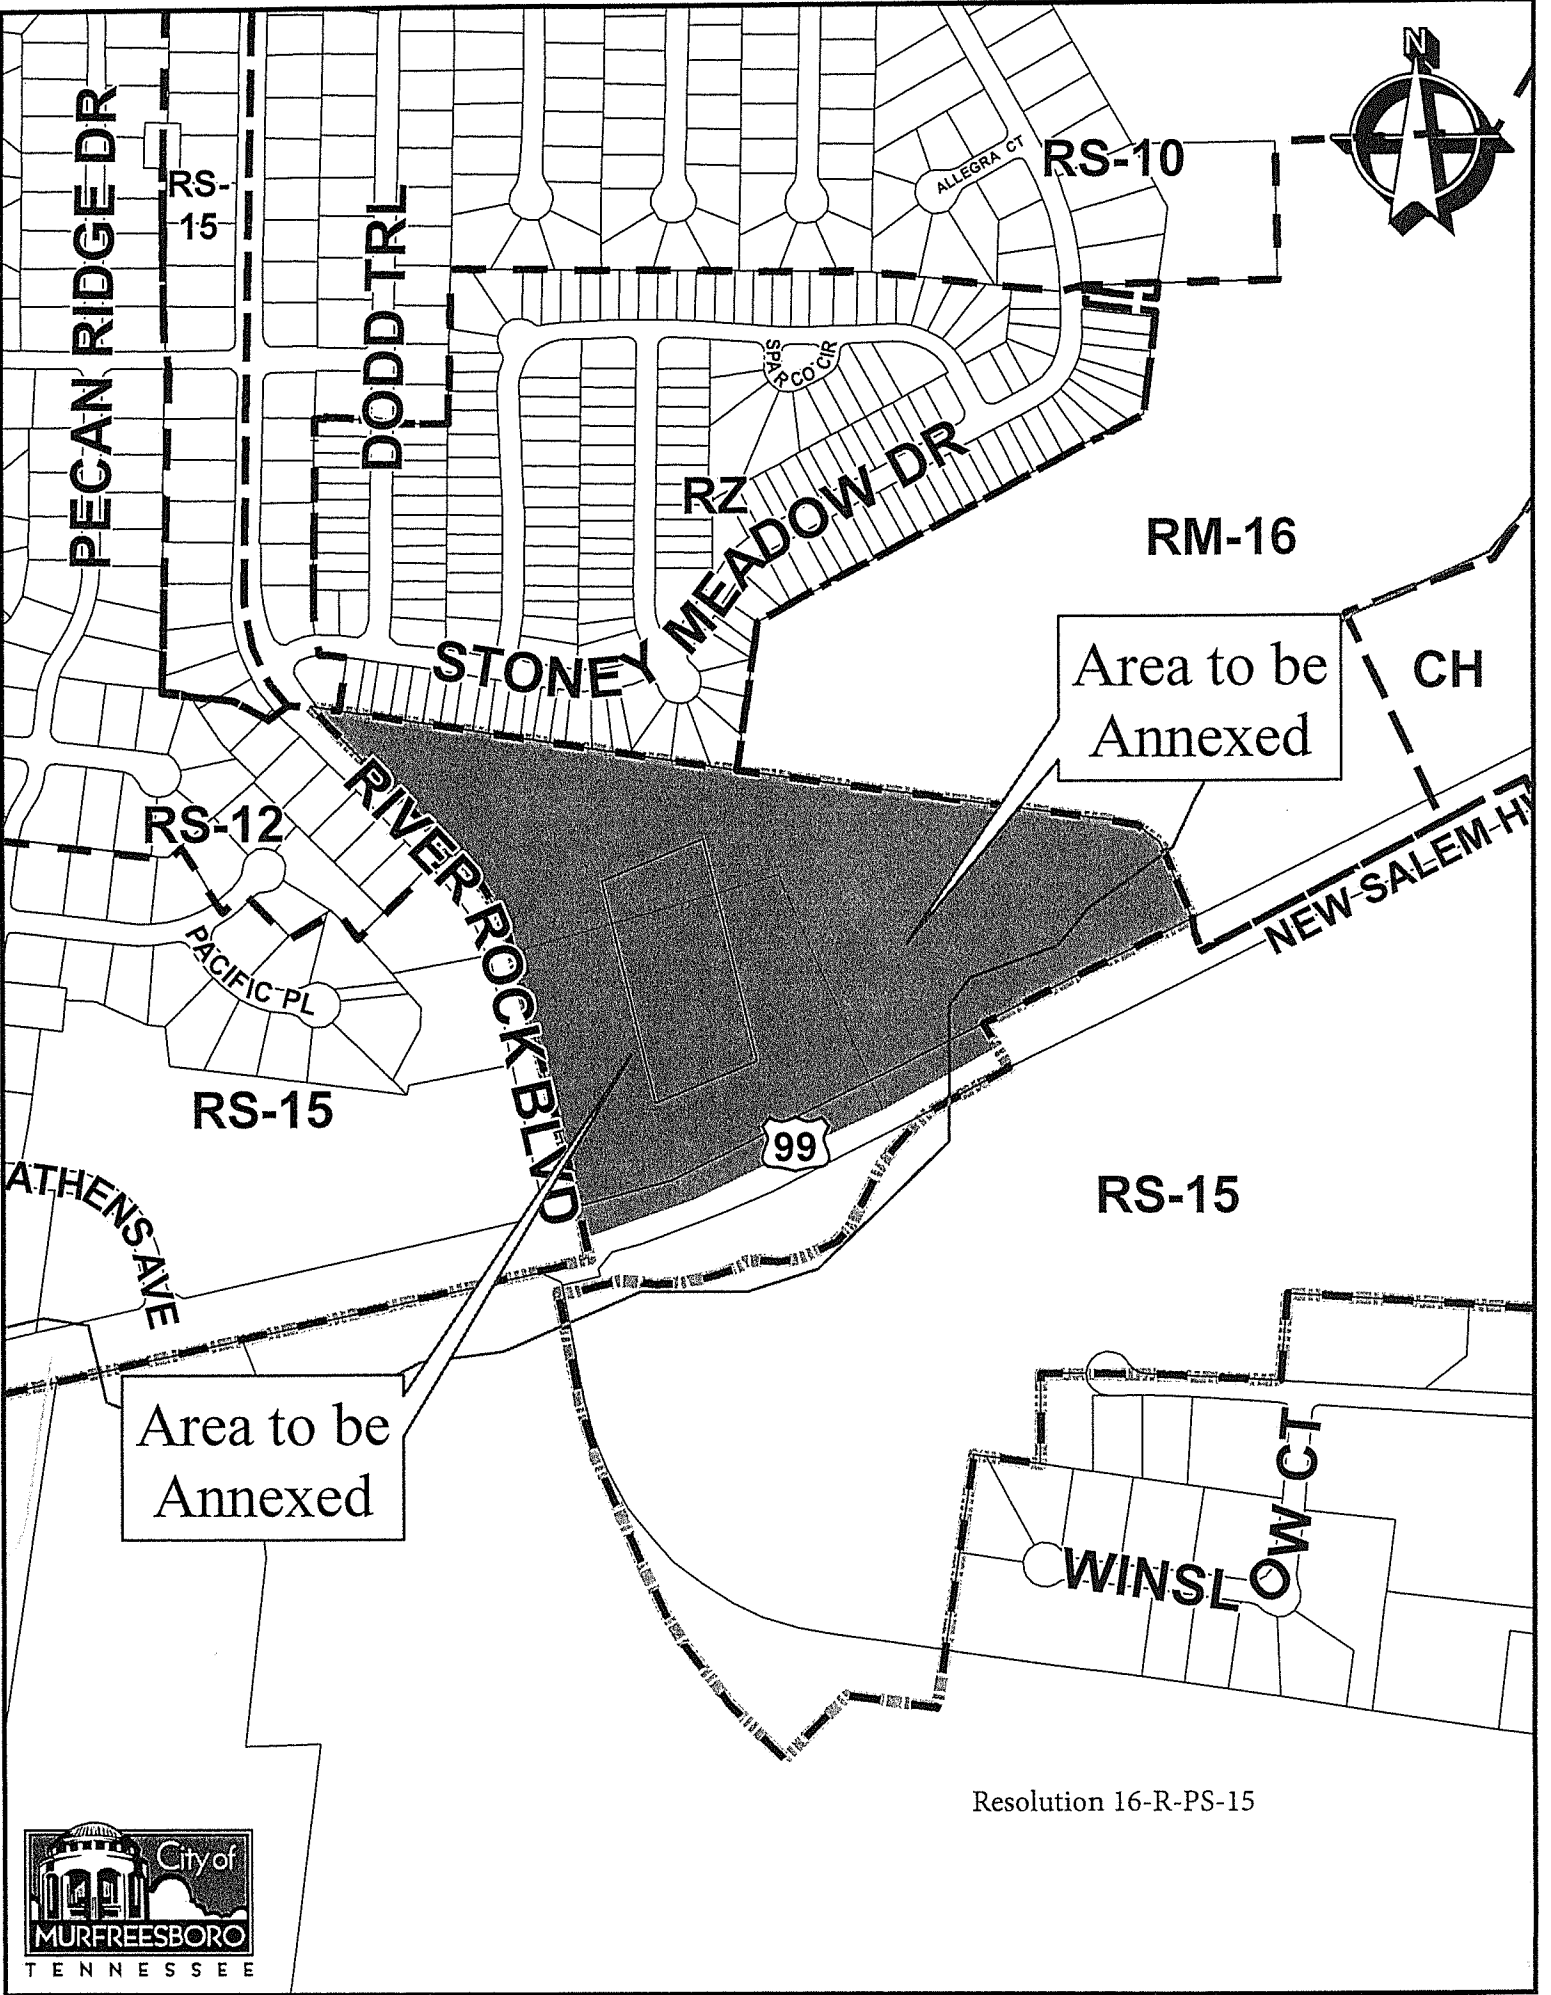 N
PECAN RIDGE DR
RS-
15
DODD TRL
ALLEGRA CT
RS-10
SPARCO CIR
RZ
STONEY MEADOW DR
RM-16
Area to be
Annexed
CH
RIVER ROCK BLVD
RS-12
NEW SALEM HW
PACIFIC PL
RS-15
99
RS-15
ATHENS AVE
Area to be
Annexed
WINSLOW CT
Resolution 16-R-PS-15
City of
MURFREESBORO
TENNESSEE